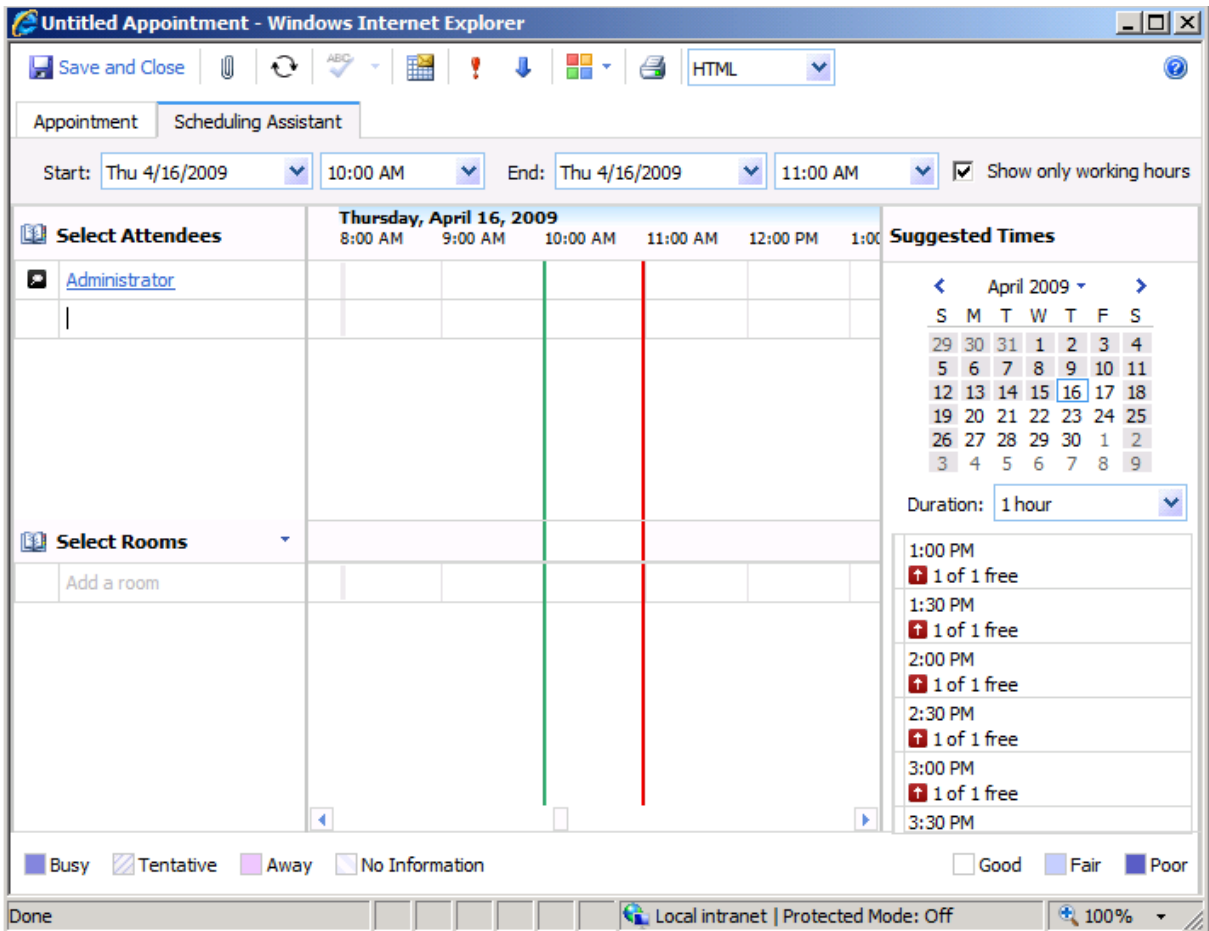 Untitled Appointment - Windows Internet Explorer
Save and Close
ABC
HTML
Appointment Scheduling Assistant
Start: Thu 4/16/2009 10:00 AM End: Thu 4/16/2009 11:00 AM Show only working hours
Select Attendees
Thursday, April 16, 2009
8:00 AM 9:00 AM 10:00 AM 11:00 AM 12:00 PM 1:00
Administrator
Select Rooms
Add a room
Suggested Times
April 2009
S M T W T F S
29 30 31 1 2 3 4
5 6 7 8 9 10 11
12 13 14 15 16 17 18
19 20 21 22 23 24 25
26 27 28 29 30 1 2
3 4 5 6 7 8 9
Duration: 1 hour
1:00 PM
1 of 1 free
1:30 PM
1 of 1 free
2:00 PM
1 of 1 free
2:30 PM
1 of 1 free
3:00 PM
1 of 1 free
3:30 PM
Busy Tentative Away No Information Good Fair Poor
Done Local intranet | Protected Mode: Off 100%